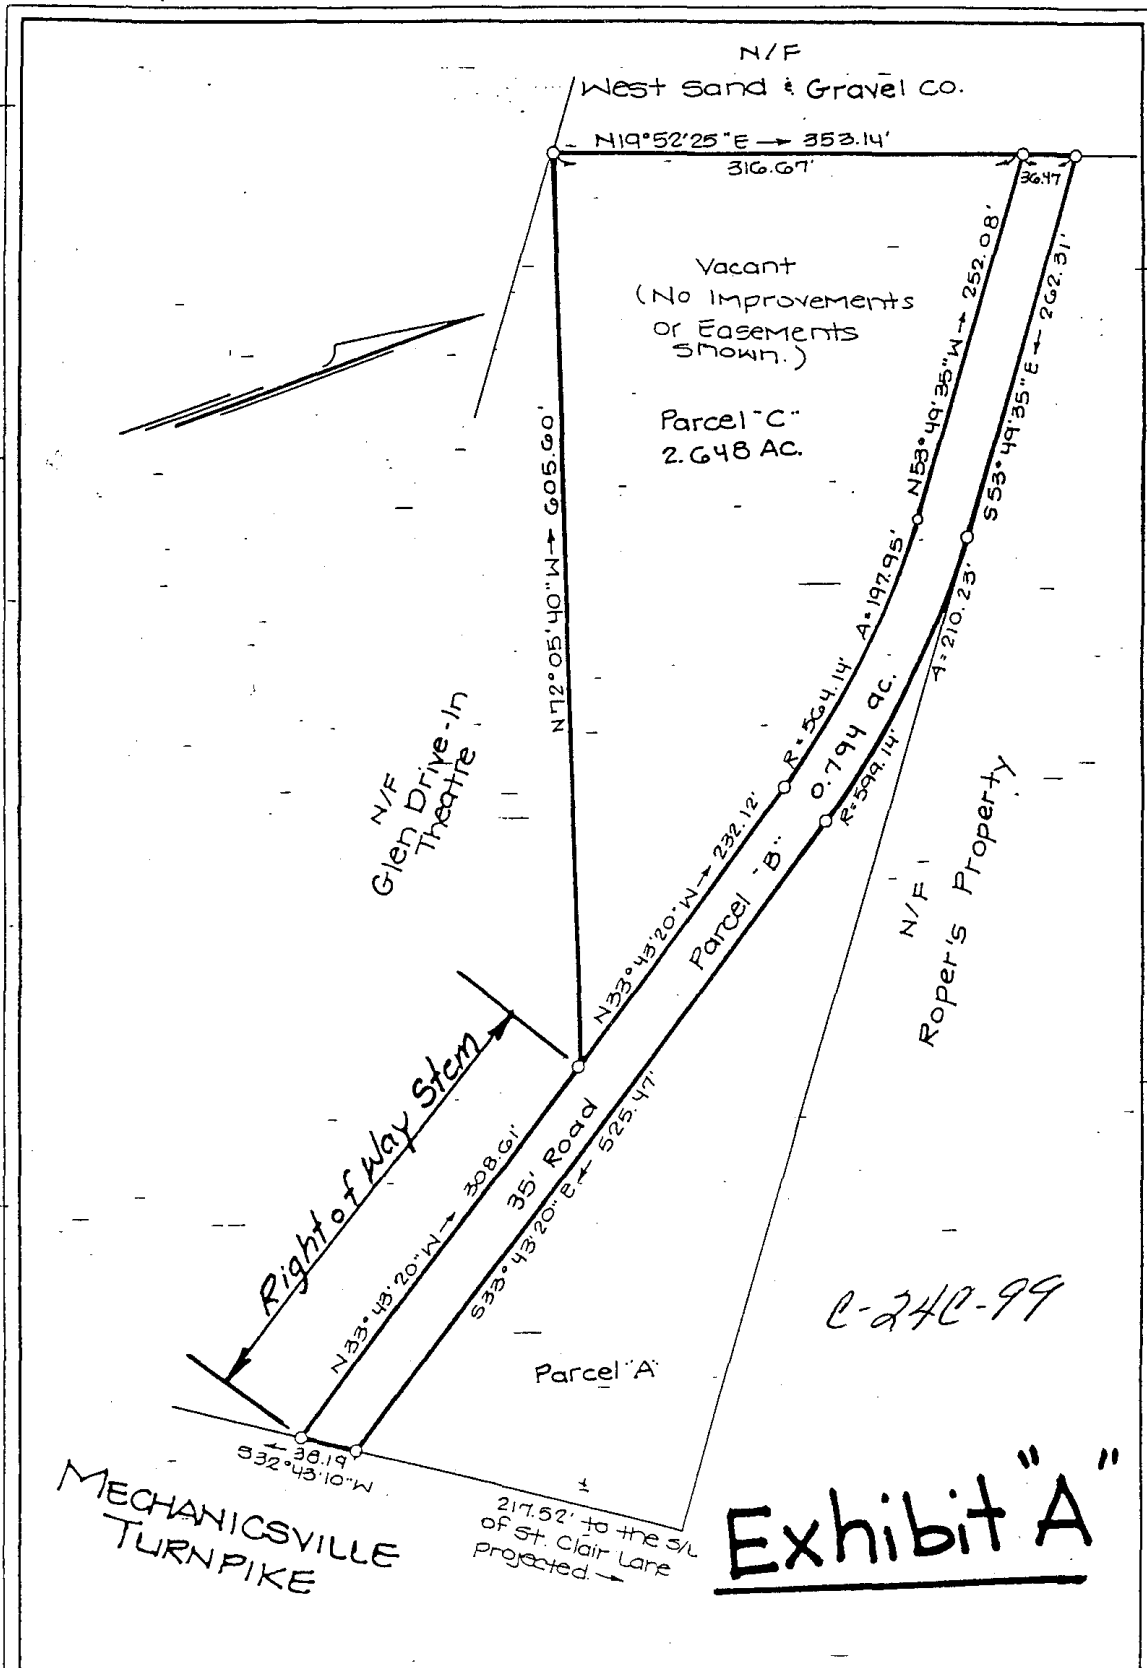 N/F
West Sand & Gravel Co.
N19°52'25"E → 353.14'
316.67'
36.47
Vacant
(No Improvements
or Easements
shown.)
Parcel "C"
2.648 AC.
N53°49'35"W → 252.08'
S53°49'35"E ← 262.31'
N72°05'40"W → 605.60'
R=564.14' A=197.95'
R=599.14' A=210.23'
N/F
Glen Drive-In
Theatre
N33°43'20"W → 232.12'
Parcel "B" 0.794 ac.
N/F
Roper's Property
Right of Way Stem
N33°43'20"W → 308.61'
35' Road
S33°43'20"E ← 525.47'
C-24C-99
Parcel "A"
← 38.19'
S32°43'10"W
MECHANICSVILLE
TURNPIKE
±
217.52' to the S/L
of St. Clair Lane
Projected →
Exhibit "A"